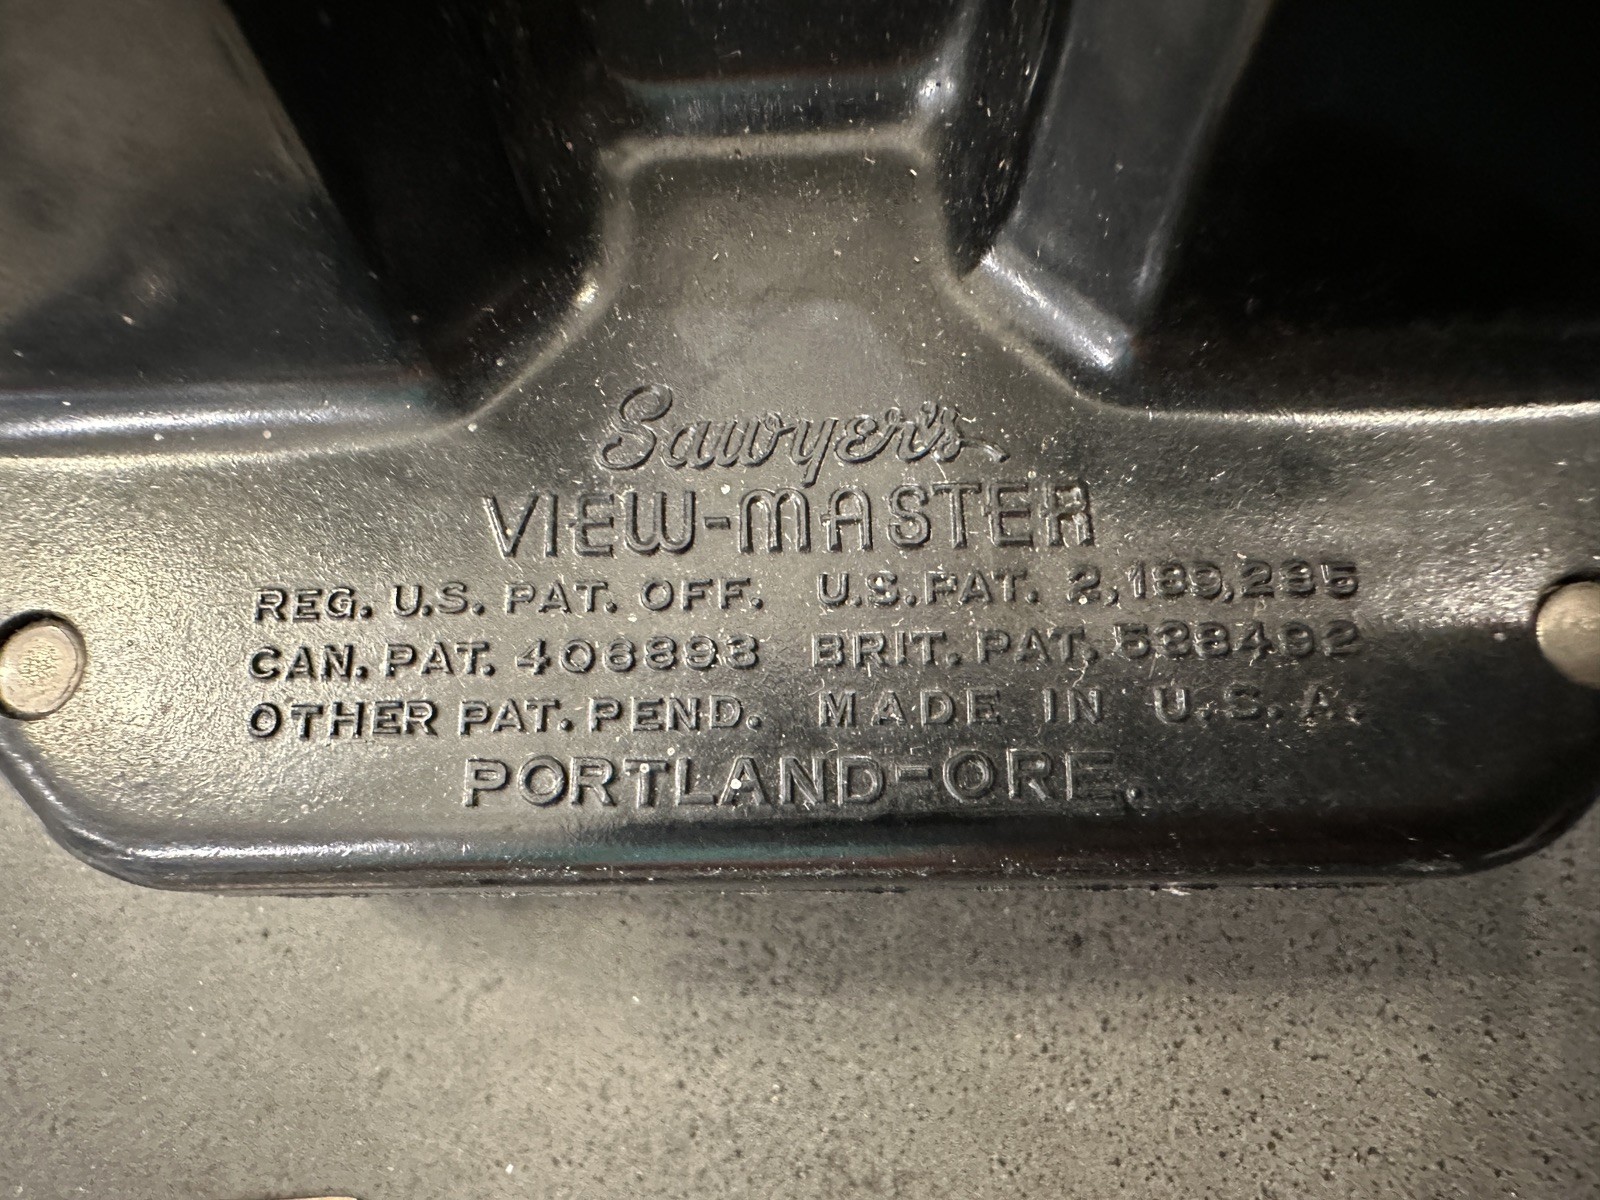 Sawyer's
VIEW-MASTER
REG. U.S. PAT. OFF. U.S. PAT. 2,189,285
CAN. PAT. 406893 BRIT. PAT. 528492
OTHER PAT. PEND. MADE IN U.S.A.
PORTLAND-ORE.